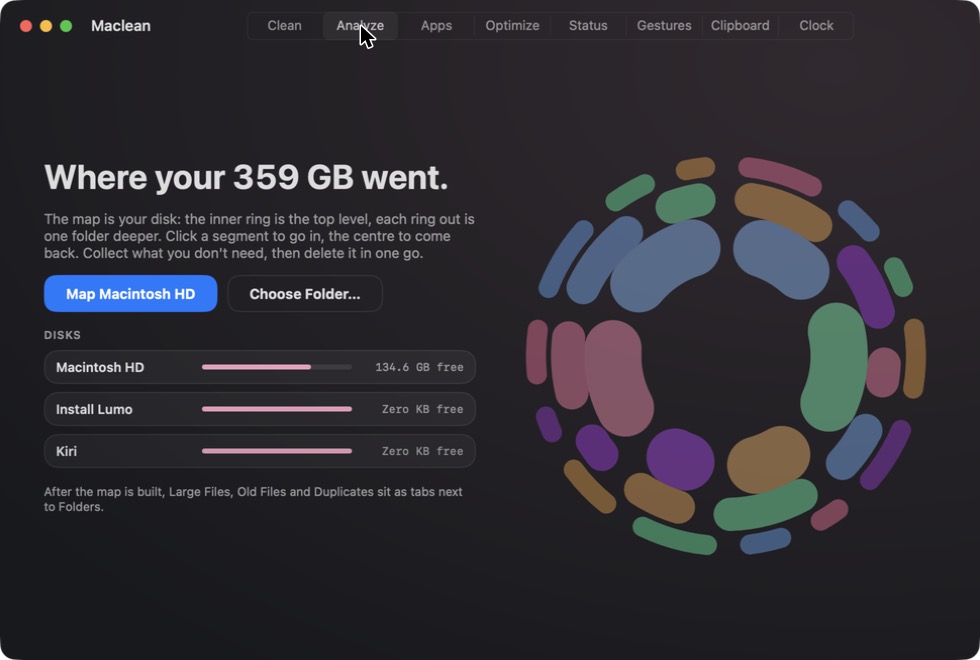 Maclean
Clean
Analyze
Apps
Optimize
Status
Gestures
Clipboard
Clock
Where your 359 GB went.
The map is your disk: the inner ring is the top level, each ring out is
one folder deeper. Click a segment to go in, the centre to come
back. Collect what you don't need, then delete it in one go.
Map Macintosh HD
Choose Folder...
DISKS
Macintosh HD 134.6 GB free
Install Lumo Zero KB free
Kiri Zero KB free
After the map is built, Large Files, Old Files and Duplicates sit as tabs next
to Folders.